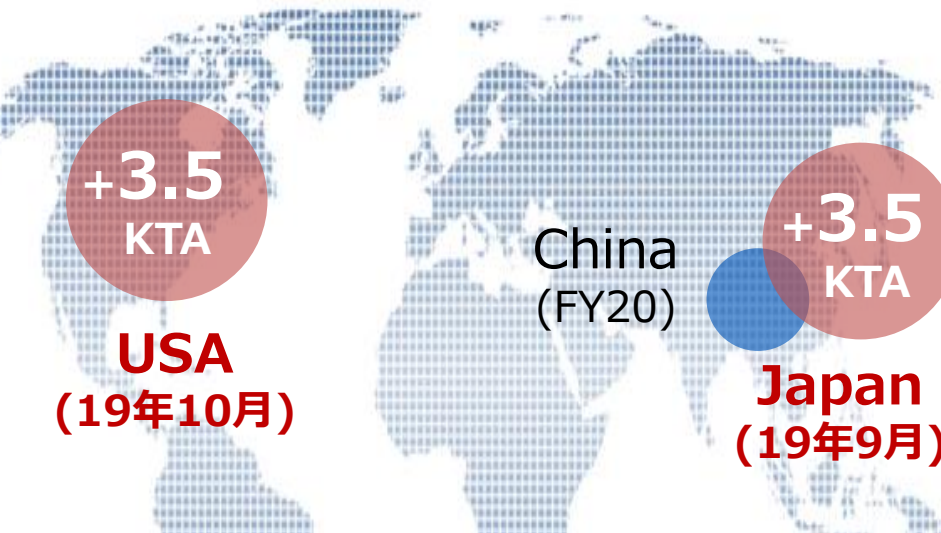 +3.5
KTA
USA
(19年10月)
China
(FY20)
+3.5
KTA
Japan
(19年9月)